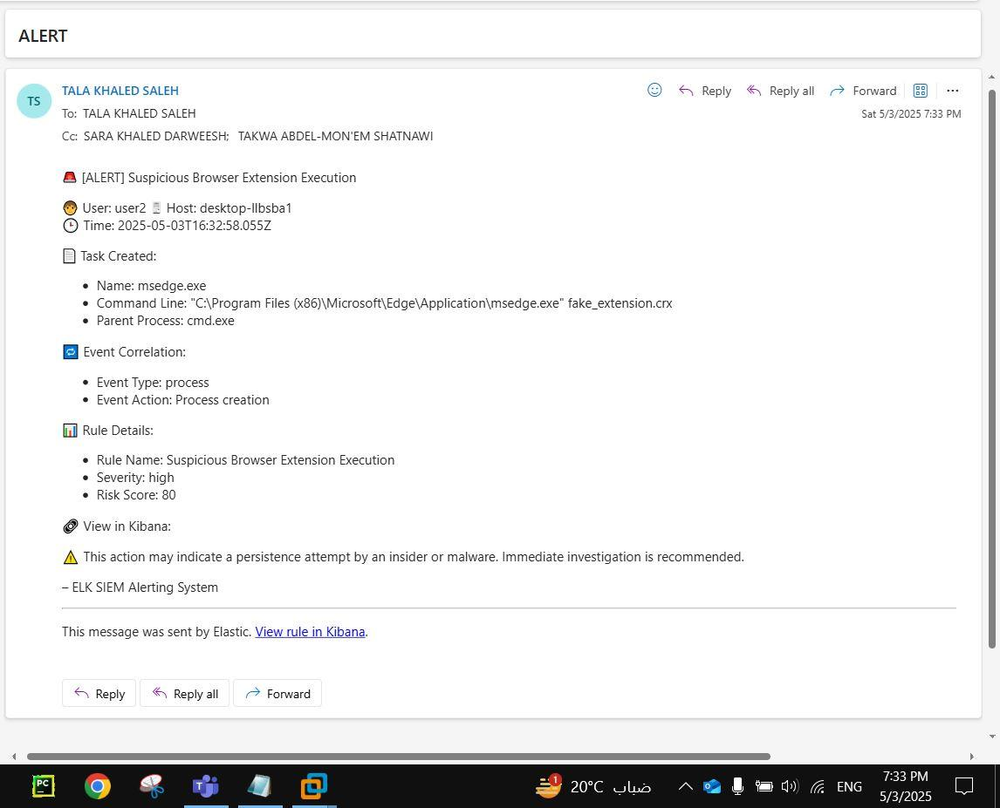 ALERT
TS
TALA KHALED SALEH
Reply
Reply all
Forward
To: TALA KHALED SALEH
Sat 5/3/2025 7:33 PM
Cc: SARA KHALED DARWEESH; TAKWA ABDEL-MON'EM SHATNAWI
[ALERT] Suspicious Browser Extension Execution
User: user2 Host: desktop-llbsba1
Time: 2025-05-03T16:32:58.055Z
Task Created:
• Name: msedge.exe
• Command Line: "C:\Program Files (x86)\Microsoft\Edge\Application\msedge.exe" fake_extension.crx
• Parent Process: cmd.exe
Event Correlation:
• Event Type: process
• Event Action: Process creation
Rule Details:
• Rule Name: Suspicious Browser Extension Execution
• Severity: high
• Risk Score: 80
View in Kibana:
This action may indicate a persistence attempt by an insider or malware. Immediate investigation is recommended.
– ELK SIEM Alerting System
This message was sent by Elastic. View rule in Kibana.
Reply
Reply all
Forward
PC
1
20°C ضباب
ENG
7:33 PM
5/3/2025